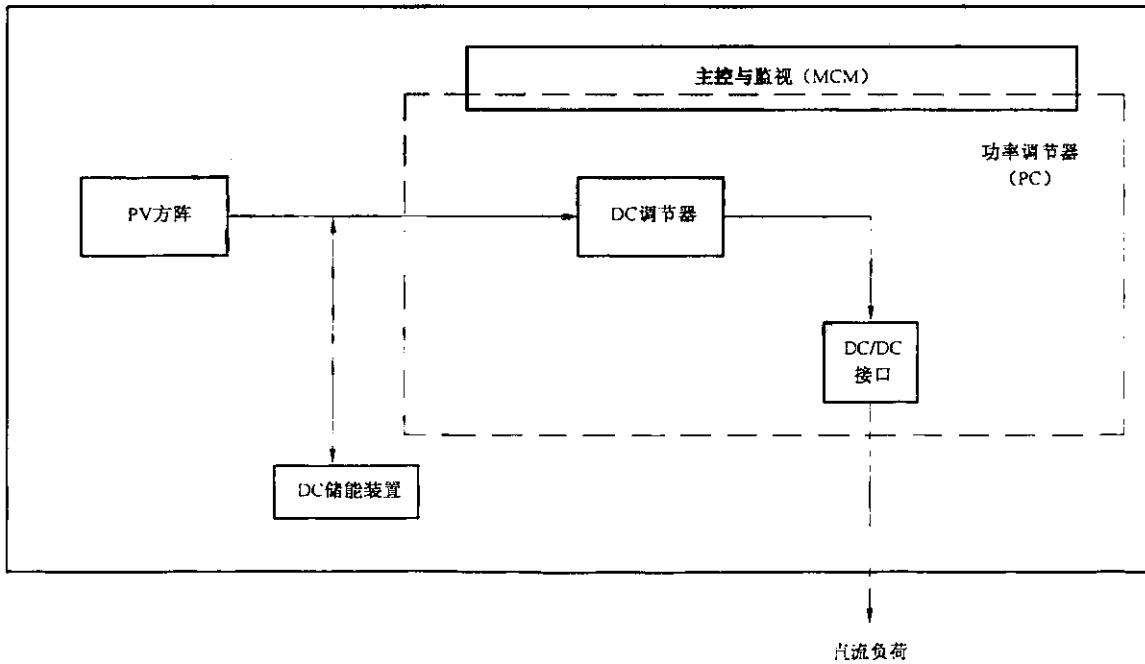 主控与监视（MCM）
功率调节器
（PC）
PV方阵
DC调节器
DC/DC
接口
DC储能装置
直流负荷